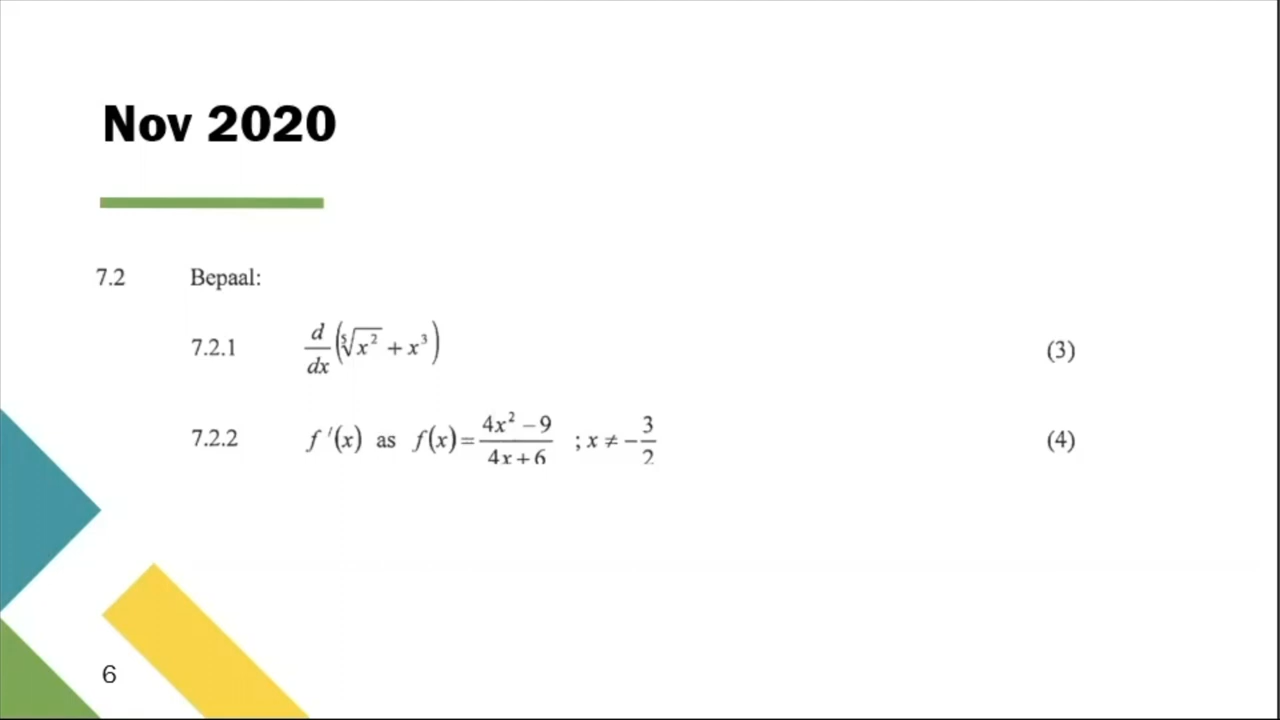 Nov 2020
7.2 Bepaal:
7.2.1 d/dx (⁵√x² + x³) (3)
7.2.2 f ′(x) as f(x) = (4x² − 9)/(4x + 6) ; x ≠ −3/2 (4)
6